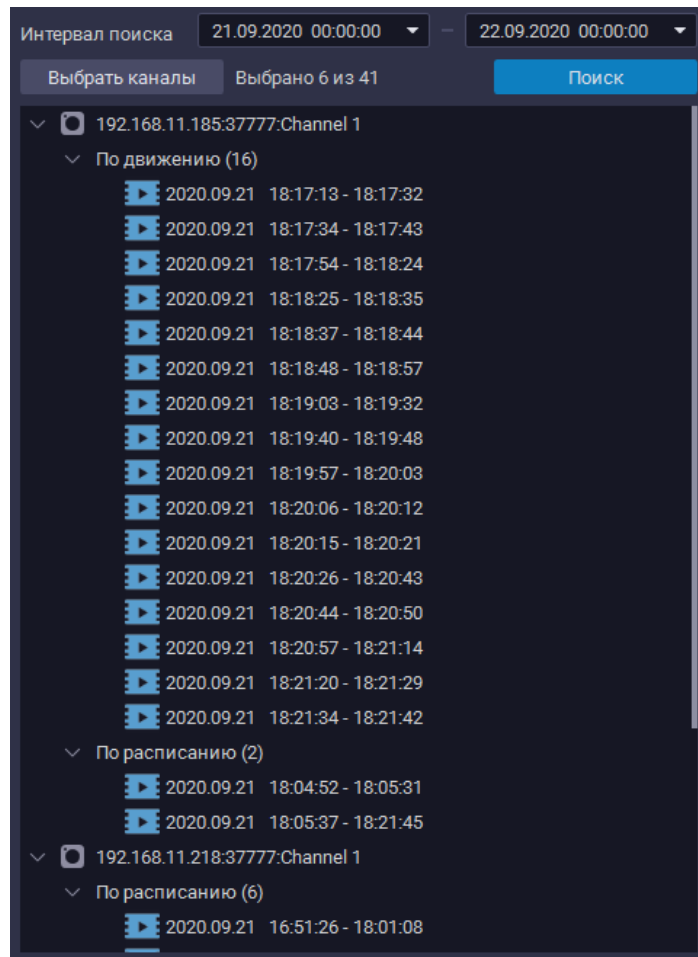 Интервал поиска 21.09.2020 00:00:00 – 22.09.2020 00:00:00
Выбрать каналы Выбрано 6 из 41 Поиск
192.168.11.185:37777:Channel 1
По движению (16)
2020.09.21 18:17:13 - 18:17:32
2020.09.21 18:17:34 - 18:17:43
2020.09.21 18:17:54 - 18:18:24
2020.09.21 18:18:25 - 18:18:35
2020.09.21 18:18:37 - 18:18:44
2020.09.21 18:18:48 - 18:18:57
2020.09.21 18:19:03 - 18:19:32
2020.09.21 18:19:40 - 18:19:48
2020.09.21 18:19:57 - 18:20:03
2020.09.21 18:20:06 - 18:20:12
2020.09.21 18:20:15 - 18:20:21
2020.09.21 18:20:26 - 18:20:43
2020.09.21 18:20:44 - 18:20:50
2020.09.21 18:20:57 - 18:21:14
2020.09.21 18:21:20 - 18:21:29
2020.09.21 18:21:34 - 18:21:42
По расписанию (2)
2020.09.21 18:04:52 - 18:05:31
2020.09.21 18:05:37 - 18:21:45
192.168.11.218:37777:Channel 1
По расписанию (6)
2020.09.21 16:51:26 - 18:01:08